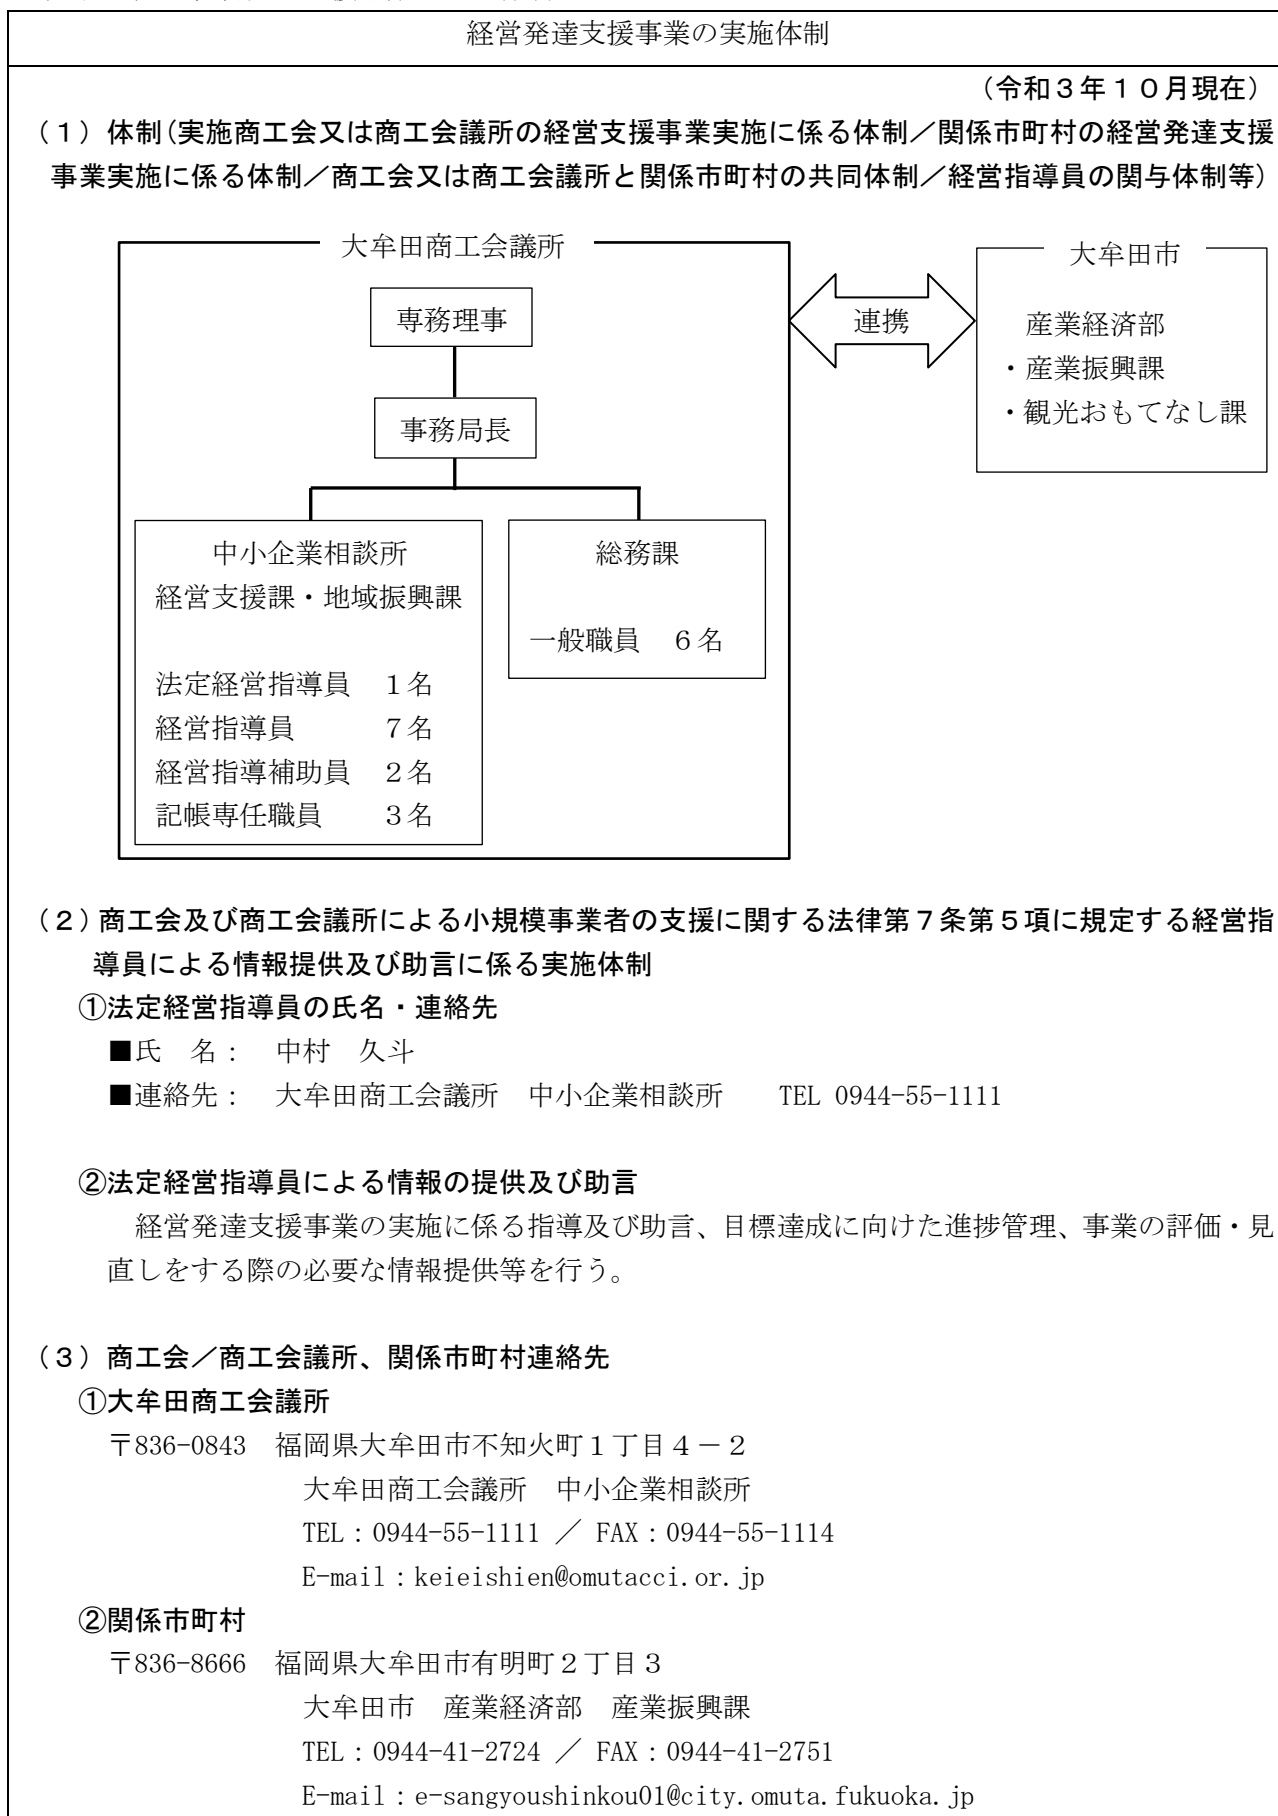 経営発達支援事業の実施体制
（令和３年１０月現在）
（１）体制(実施商工会又は商工会議所の経営支援事業実施に係る体制／関係市町村の経営発達支援
事業実施に係る体制／商工会又は商工会議所と関係市町村の共同体制／経営指導員の関与体制等)
大牟田商工会議所
専務理事
事務局長
中小企業相談所
経営支援課・地域振興課
法定経営指導員　１名
経営指導員　７名
経営指導補助員　２名
記帳専任職員　３名
総務課
一般職員　６名
連携
大牟田市
産業経済部
・産業振興課
・観光おもてなし課
（２）商工会及び商工会議所による小規模事業者の支援に関する法律第７条第５項に規定する経営指
導員による情報提供及び助言に係る実施体制
①法定経営指導員の氏名・連絡先
■氏　名：　中村　久斗
■連絡先：　大牟田商工会議所　中小企業相談所　　TEL 0944-55-1111
②法定経営指導員による情報の提供及び助言
経営発達支援事業の実施に係る指導及び助言、目標達成に向けた進捗管理、事業の評価・見
直しをする際の必要な情報提供等を行う。
（３）商工会／商工会議所、関係市町村連絡先
①大牟田商工会議所
〒836-0843　福岡県大牟田市不知火町１丁目４－２
大牟田商工会議所　中小企業相談所
TEL：0944-55-1111 ／ FAX：0944-55-1114
E-mail：keieishien@omutacci.or.jp
②関係市町村
〒836-8666　福岡県大牟田市有明町２丁目３
大牟田市　産業経済部　産業振興課
TEL：0944-41-2724 ／ FAX：0944-41-2751
E-mail：e-sangyoushinkou01@city.omuta.fukuoka.jp